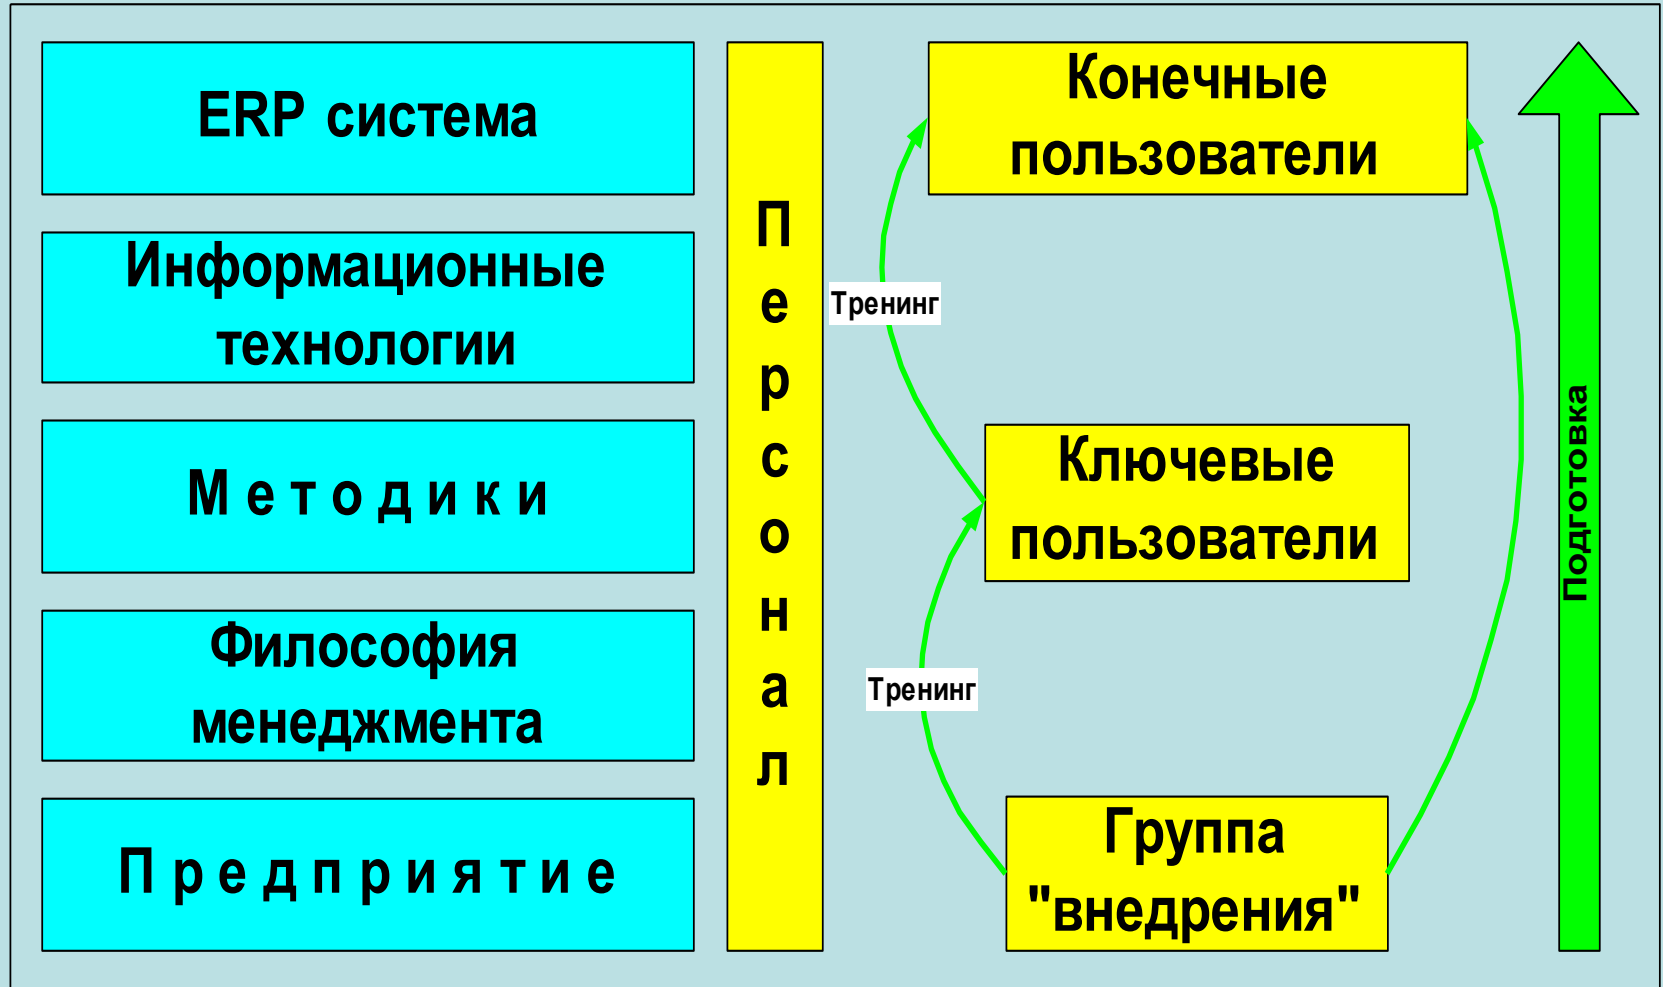 ERP система
Информационные
технологии
Методики
Философия
менеджмента
Предприятие
Персонал
Тренинг
Тренинг
Конечные
пользователи
Ключевые
пользователи
Группа
"внедрения"
Подготовка